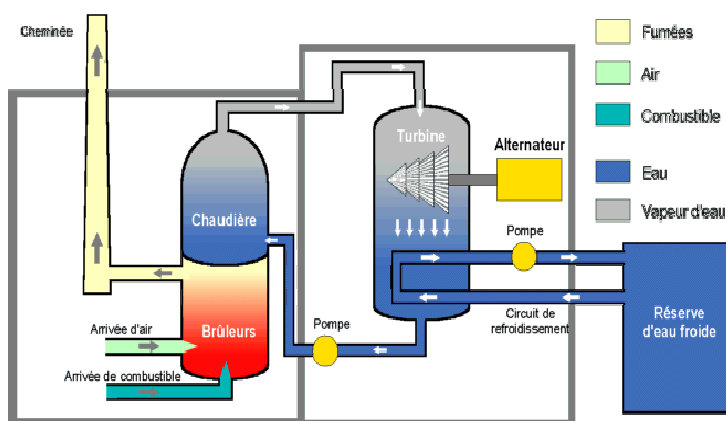 Cheminée
Fumées
Air
Combustible
Eau
Vapeur d'eau
Turbine
Alternateur
Chaudière
Pompe
Réserve
d'eau froide
Circuit de
refroidissement
Brûleurs
Pompe
Arrivée d'air
Arrivée de combustible